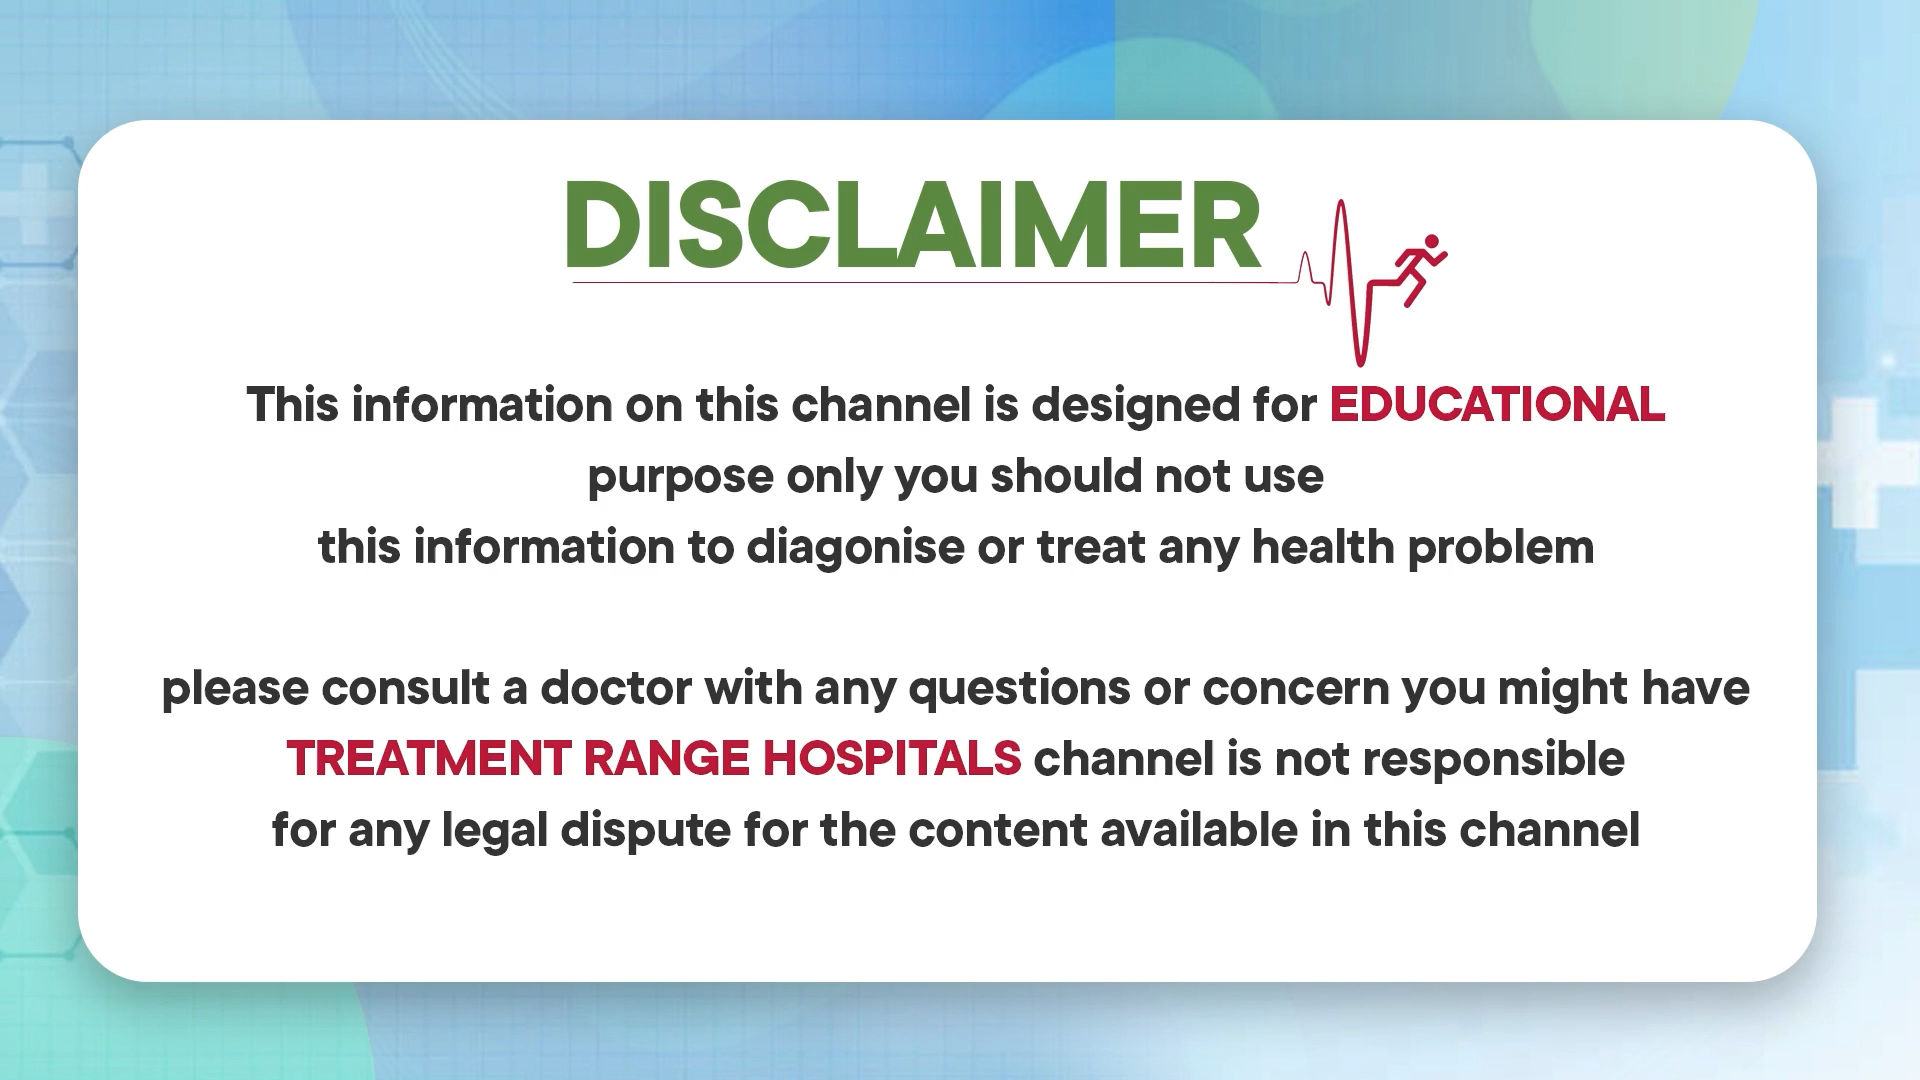 DISCLAIMER
This information on this channel is designed for EDUCATIONAL
purpose only you should not use
this information to diagonise or treat any health problem
please consult a doctor with any questions or concern you might have
TREATMENT RANGE HOSPITALS channel is not responsible
for any legal dispute for the content available in this channel